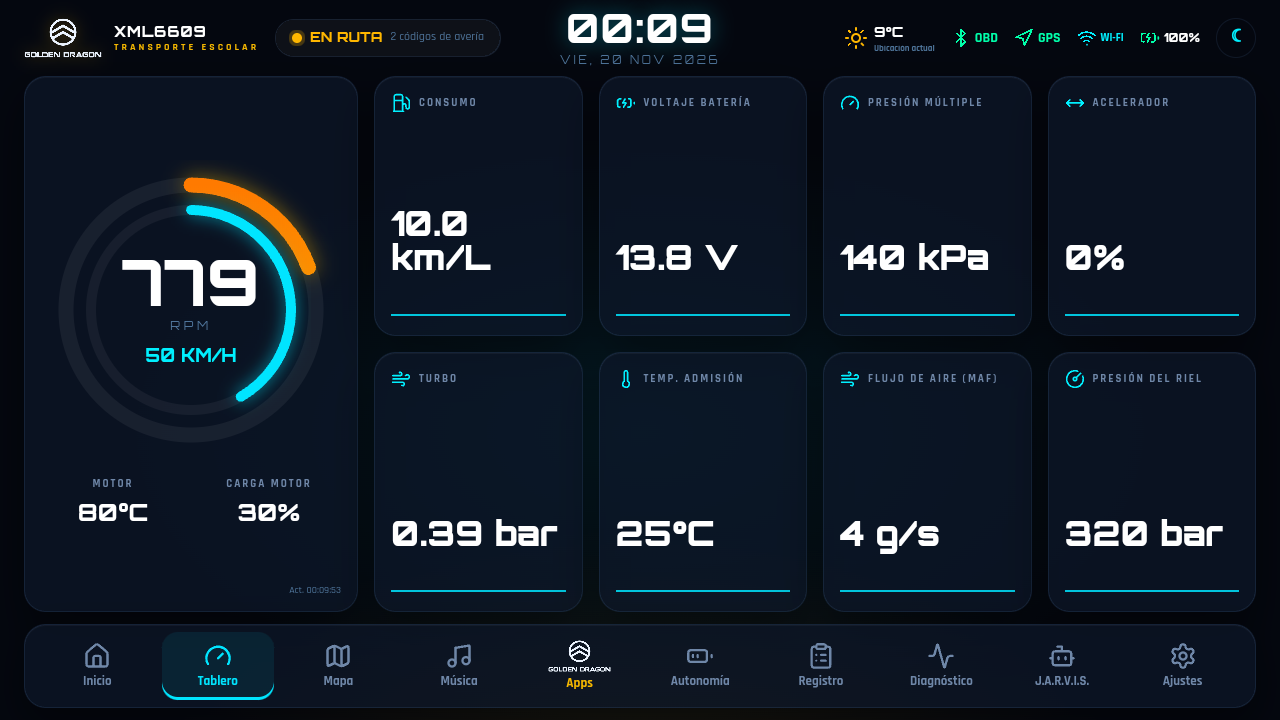 GOLDEN DRAGON
XML6609
TRANSPORTE ESCOLAR
EN RUTA 2 códigos de avería
00:09
VIE, 20 NOV 2026
9°C
Ubicacion actual
OBD
GPS
WI-FI
100%
779
RPM
50 KM/H
MOTOR
80°C
CARGA MOTOR
30%
Act. 00:09:53
CONSUMO
10.0
km/L
VOLTAJE BATERÍA
13.8 V
PRESIÓN MÚLTIPLE
140 kPa
ACELERADOR
0%
TURBO
0.39 bar
TEMP. ADMISIÓN
25°C
FLUJO DE AIRE (MAF)
4 g/s
PRESIÓN DEL RIEL
320 bar
Inicio
Tablero
Mapa
Música
GOLDEN DRAGON
Apps
Autonomía
Registro
Diagnóstico
J.A.R.V.I.S.
Ajustes